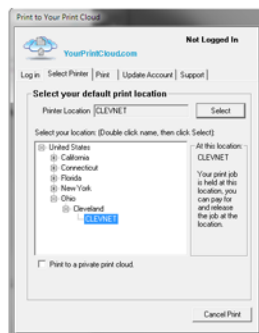 Print to Your Print Cloud
Not Logged In
YourPrintCloud.com
Log in Select Printer Print Update Account Support
Select your default print location
Printer Location CLEVNET Select
Select your location: (Double click name, then click Select)
United States
California
Connecticut
Florida
New York
Ohio
Cleveland
CLEVNET
At this location:
CLEVNET
Your print job
is held at this
location, you
can pay for
and release
the job at the
location.
Print to a private print cloud.
Cancel Print